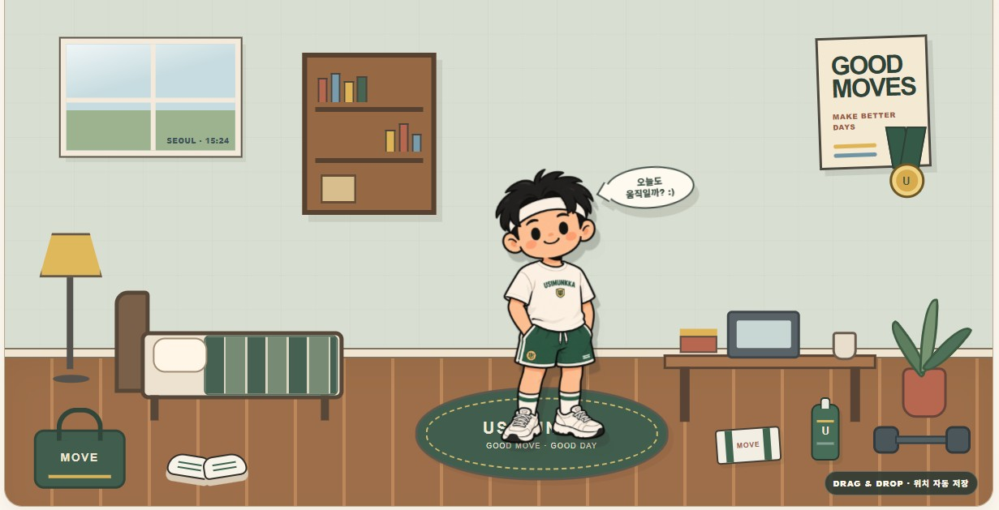 GOOD
MOVES
MAKE BETTER
DAYS
SEOUL · 15:24
U
오늘도
움직일까? :)
USIMUNKKA
U
MOVE
GOOD MOVE · GOOD DAY
MOVE
U
DRAG & DROP · 위치 자동 저장